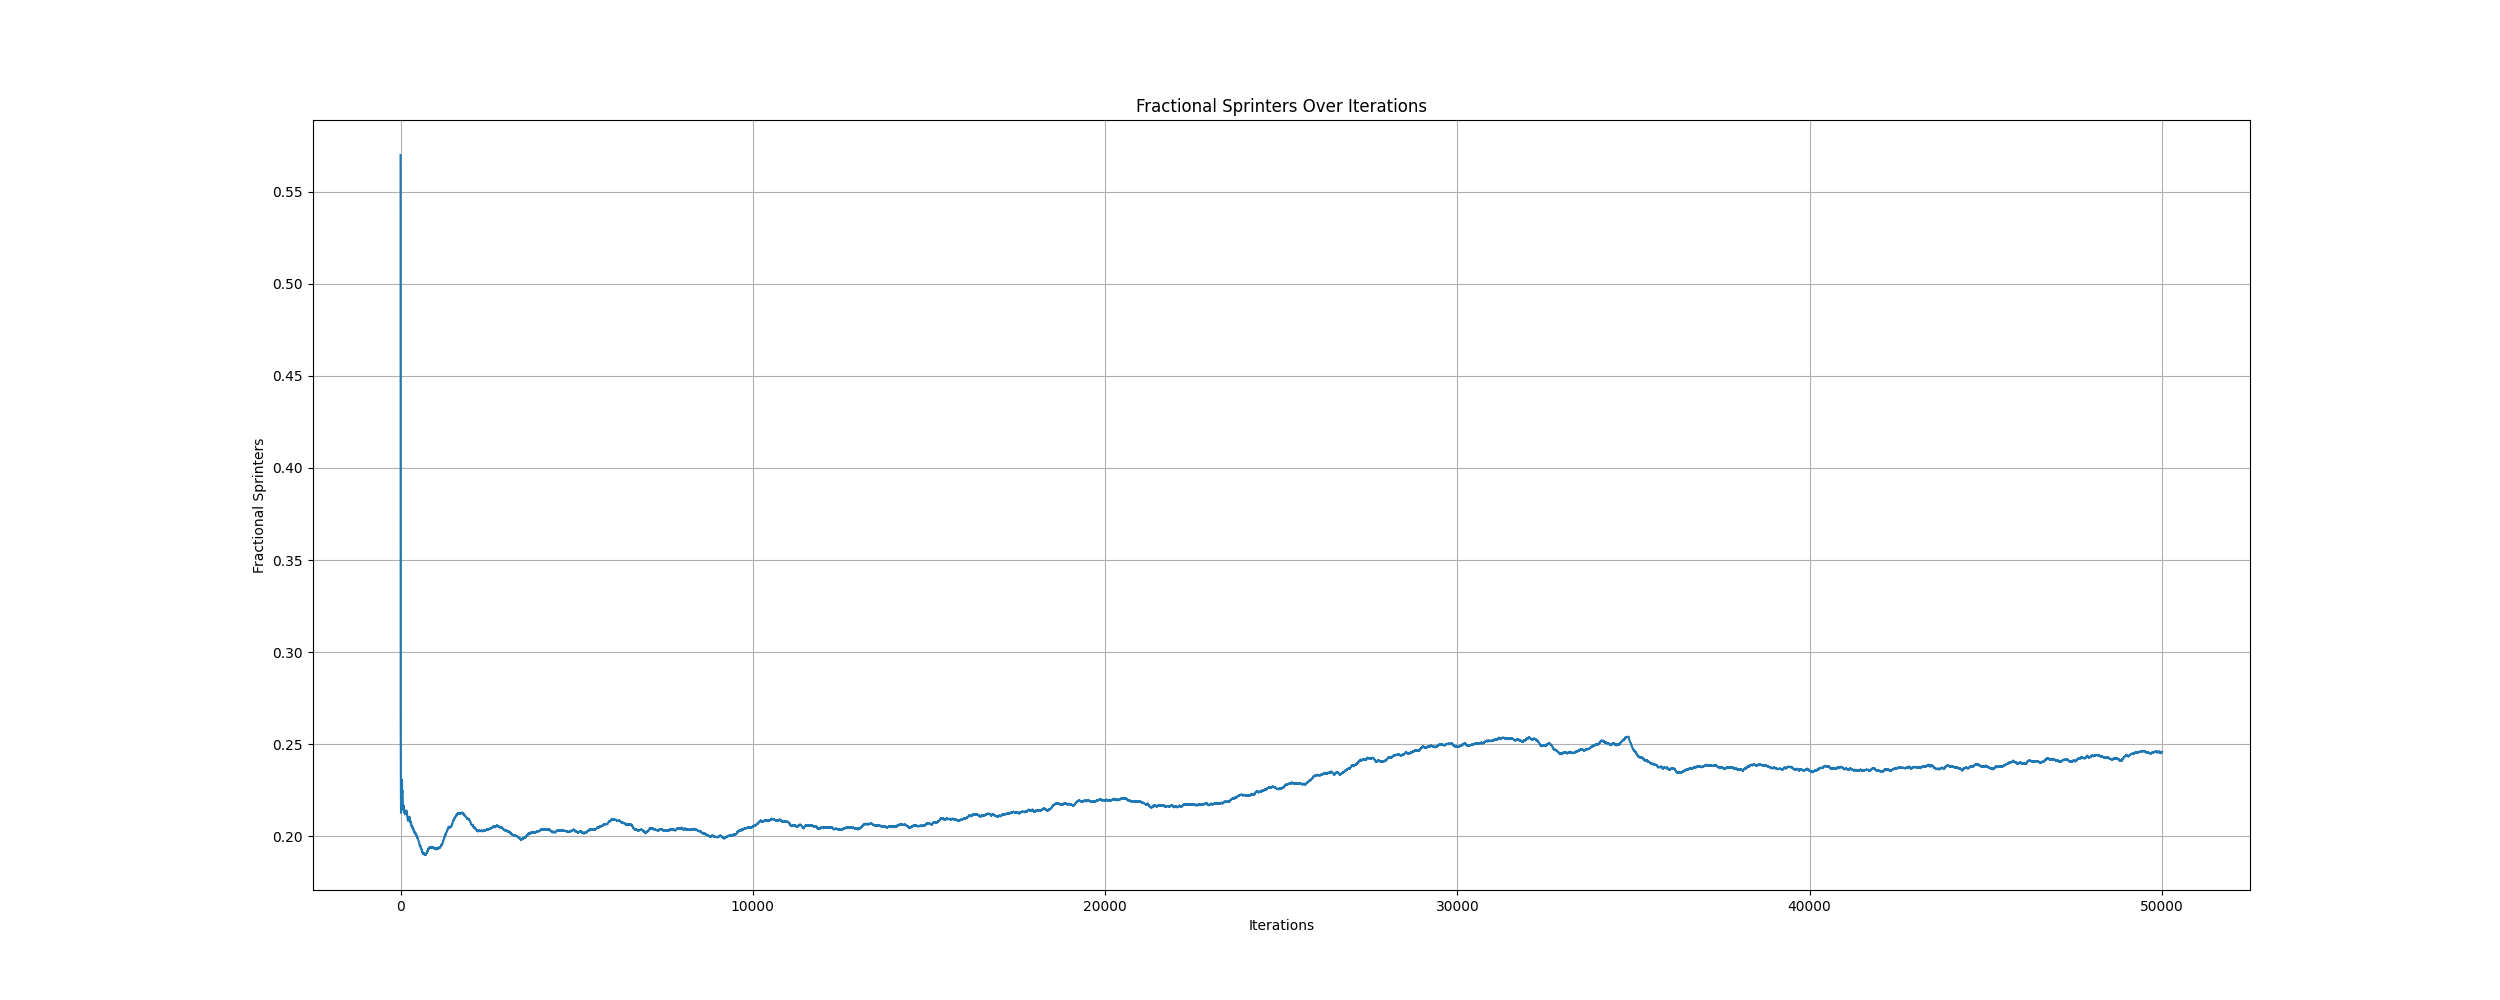 Fractional Sprinters Over Iterations
0.55
0.50
0.45
0.40
0.35
0.30
0.25
0.20
Fractional Sprinters
0 10000 20000 30000 40000 50000
Iterations